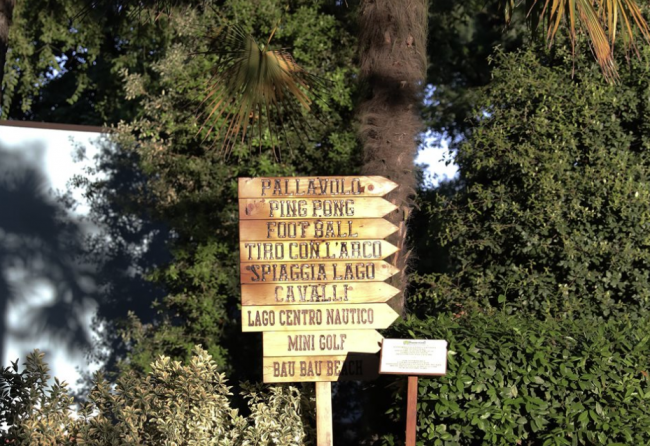 PALLAVOLO
PING PONG
FOOT BALL
TIRO CON L'ARCO
SPIAGGIA LAGO
CAVALLI
LAGO CENTRO NAUTICO
MINI GOLF
BAU BAU BEACH